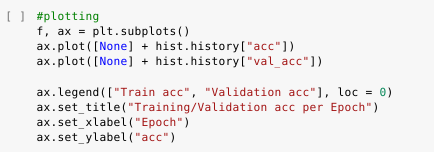 [ ] #plotting
f, ax = plt.subplots()
ax.plot([None] + hist.history["acc"])
ax.plot([None] + hist.history["val_acc"])

ax.legend(["Train acc", "Validation acc"], loc = 0)
ax.set_title("Training/Validation acc per Epoch")
ax.set_xlabel("Epoch")
ax.set_ylabel("acc")